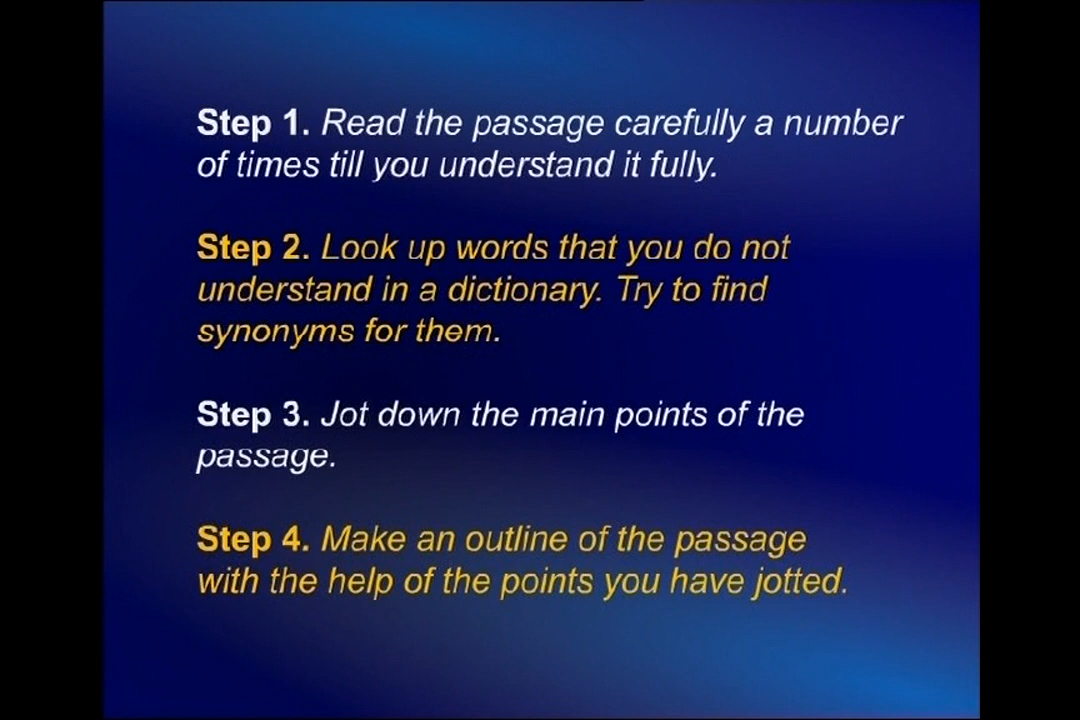 Step 1. Read the passage carefully a number
of times till you understand it fully.
Step 2. Look up words that you do not
understand in a dictionary. Try to find
synonyms for them.
Step 3. Jot down the main points of the
passage.
Step 4. Make an outline of the passage
with the help of the points you have jotted.